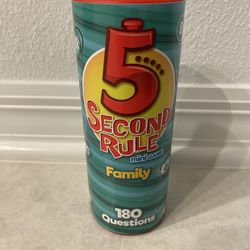 5
SECOND
RULE
mini GAME
Family
180
Questions